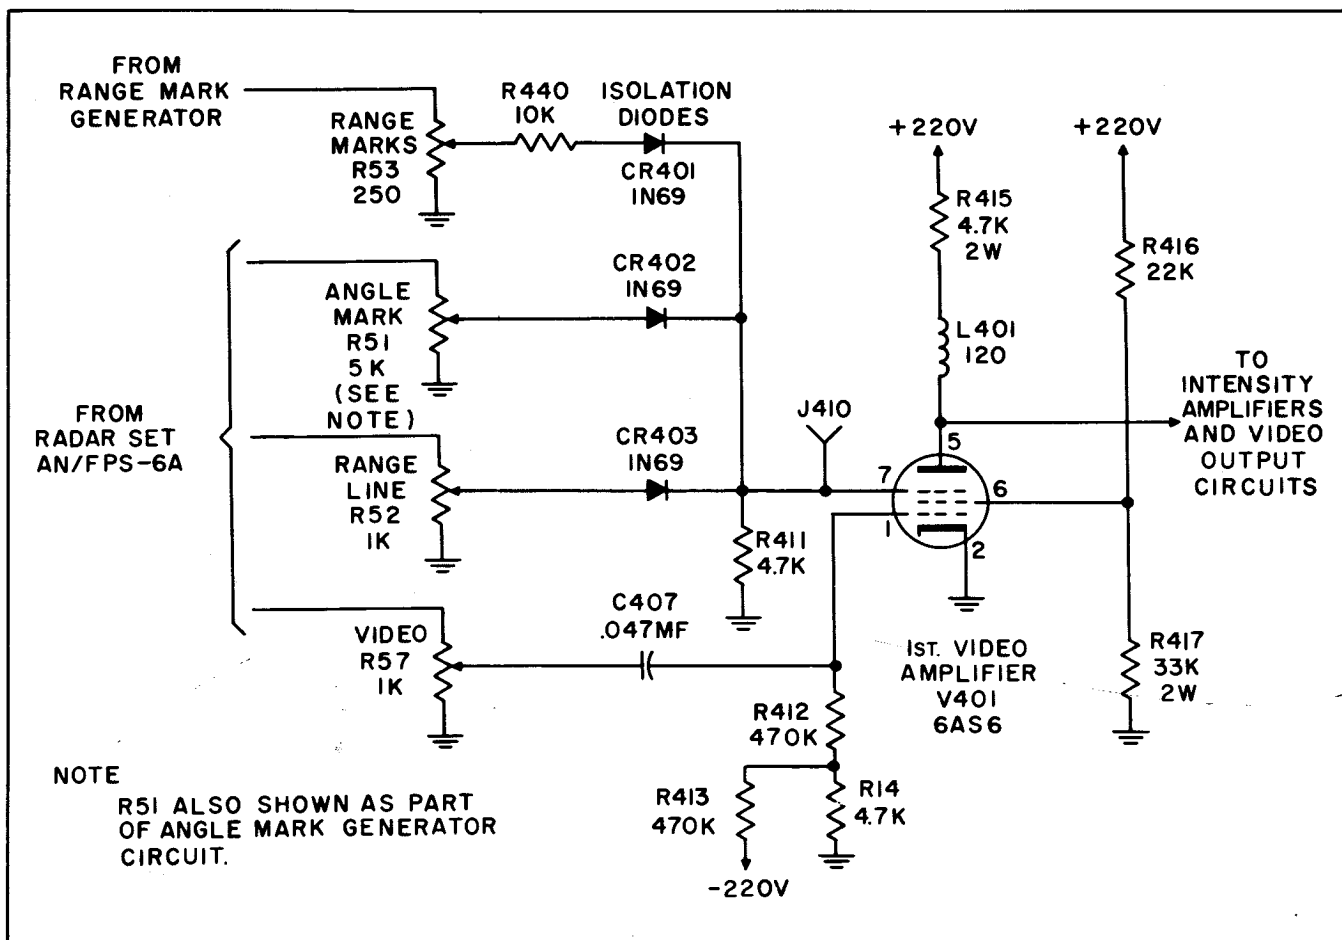 FROM
RANGE MARK
GENERATOR
RANGE
MARKS
R53
250
R440
10K
ISOLATION
DIODES
CR401
IN69
ANGLE
MARK
R51
5K
(SEE
NOTE)
CR402
IN69
FROM
RADAR SET
AN/FPS-6A
RANGE
LINE
R52
1K
CR403
IN69
VIDEO
R57
1K
C407
.047MF
R411
4.7K
J410
+220V
+220V
R415
4.7K
2W
R416
22K
L401
120
TO
INTENSITY
AMPLIFIERS
AND VIDEO
OUTPUT
CIRCUITS
5
7
6
1
2
1ST. VIDEO
AMPLIFIER
V401
6AS6
R417
33K
2W
R412
470K
R413
470K
R14
4.7K
-220V
NOTE
R51 ALSO SHOWN AS PART
OF ANGLE MARK GENERATOR
CIRCUIT.